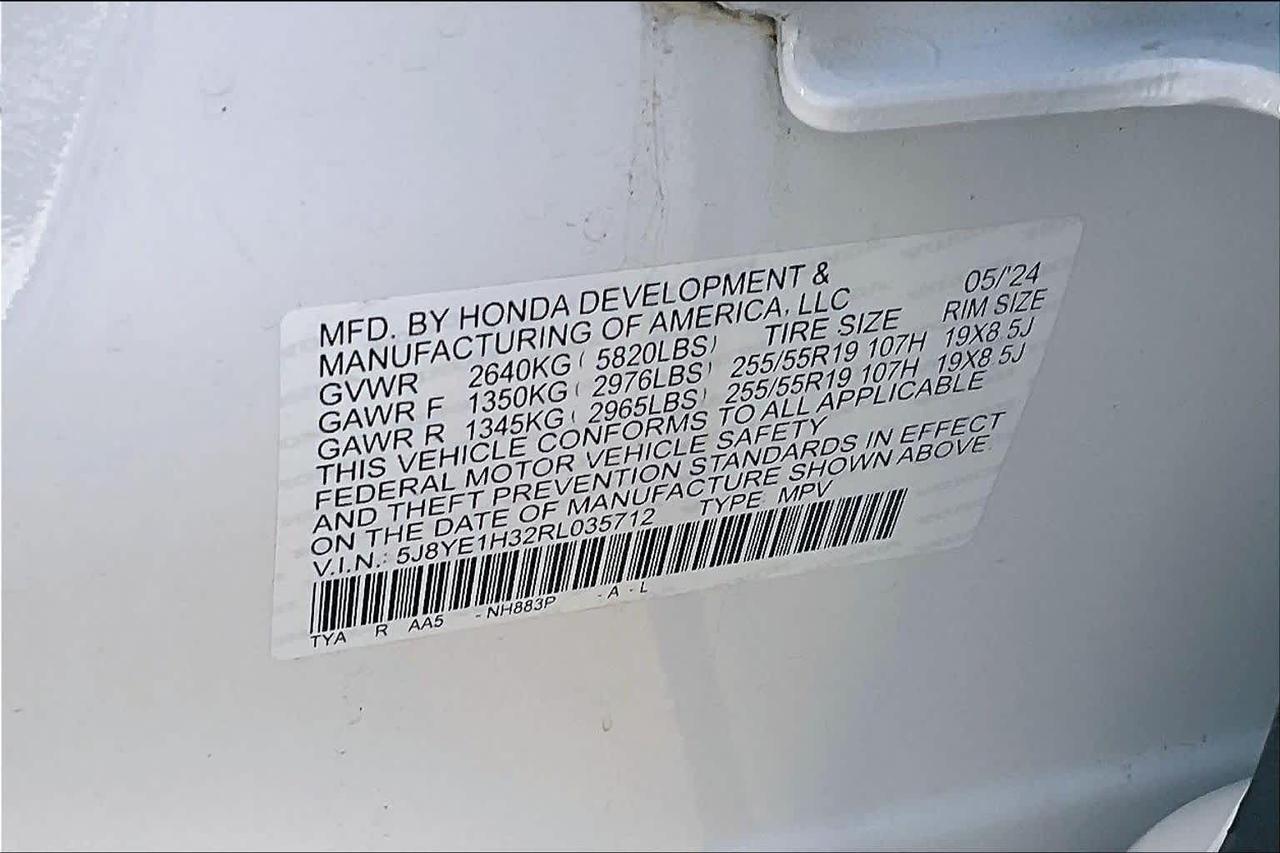 MFD. BY HONDA DEVELOPMENT & 05/'24
MANUFACTURING OF AMERICA, LLC
GVWR 2640KG ( 5820LBS) TIRE SIZE RIM SIZE
GAWR F 1350KG ( 2976LBS) 255/55R19 107H 19X8.5J
GAWR R 1345KG ( 2965LBS) 255/55R19 107H 19X8.5J
THIS VEHICLE CONFORMS TO ALL APPLICABLE
FEDERAL MOTOR VEHICLE SAFETY
AND THEFT PREVENTION STANDARDS IN EFFECT
ON THE DATE OF MANUFACTURE SHOWN ABOVE.
V.I.N.: 5J8YE1H32RL035712 TYPE MPV
TYA R AA5 - NH883P - A - L